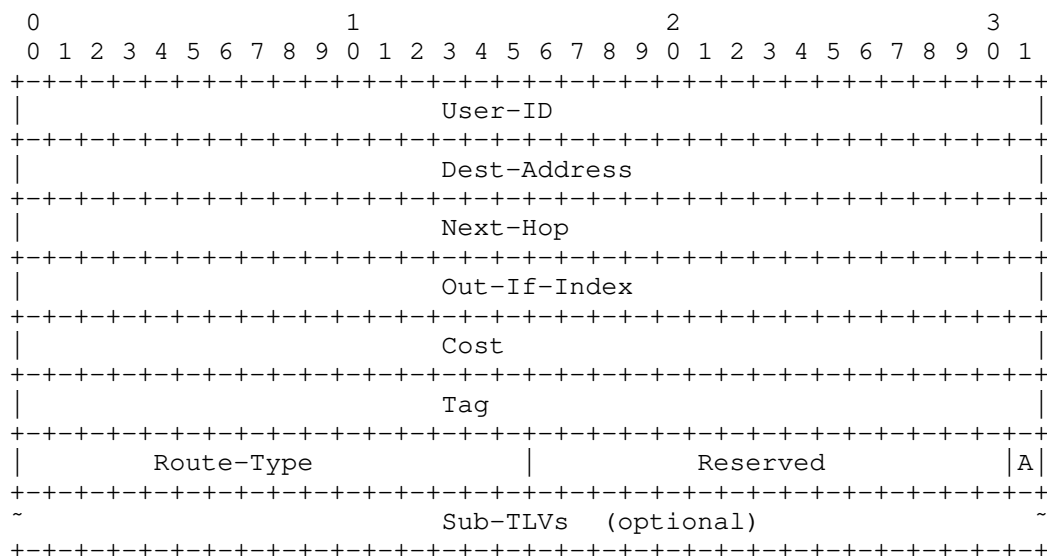 0                   1                   2                   3
 0 1 2 3 4 5 6 7 8 9 0 1 2 3 4 5 6 7 8 9 0 1 2 3 4 5 6 7 8 9 0 1
+-+-+-+-+-+-+-+-+-+-+-+-+-+-+-+-+-+-+-+-+-+-+-+-+-+-+-+-+-+-+-+-+
|                          User-ID                              |
+-+-+-+-+-+-+-+-+-+-+-+-+-+-+-+-+-+-+-+-+-+-+-+-+-+-+-+-+-+-+-+-+
|                          Dest-Address                         |
+-+-+-+-+-+-+-+-+-+-+-+-+-+-+-+-+-+-+-+-+-+-+-+-+-+-+-+-+-+-+-+-+
|                          Next-Hop                             |
+-+-+-+-+-+-+-+-+-+-+-+-+-+-+-+-+-+-+-+-+-+-+-+-+-+-+-+-+-+-+-+-+
|                          Out-If-Index                         |
+-+-+-+-+-+-+-+-+-+-+-+-+-+-+-+-+-+-+-+-+-+-+-+-+-+-+-+-+-+-+-+-+
|                          Cost                                 |
+-+-+-+-+-+-+-+-+-+-+-+-+-+-+-+-+-+-+-+-+-+-+-+-+-+-+-+-+-+-+-+-+
|                          Tag                                  |
+-+-+-+-+-+-+-+-+-+-+-+-+-+-+-+-+-+-+-+-+-+-+-+-+-+-+-+-+-+-+-+-+
|        Route-Type             |          Reserved           |A|
+-+-+-+-+-+-+-+-+-+-+-+-+-+-+-+-+-+-+-+-+-+-+-+-+-+-+-+-+-+-+-+-+
~                          Sub-TLVs  (optional)                 ~
+-+-+-+-+-+-+-+-+-+-+-+-+-+-+-+-+-+-+-+-+-+-+-+-+-+-+-+-+-+-+-+-+